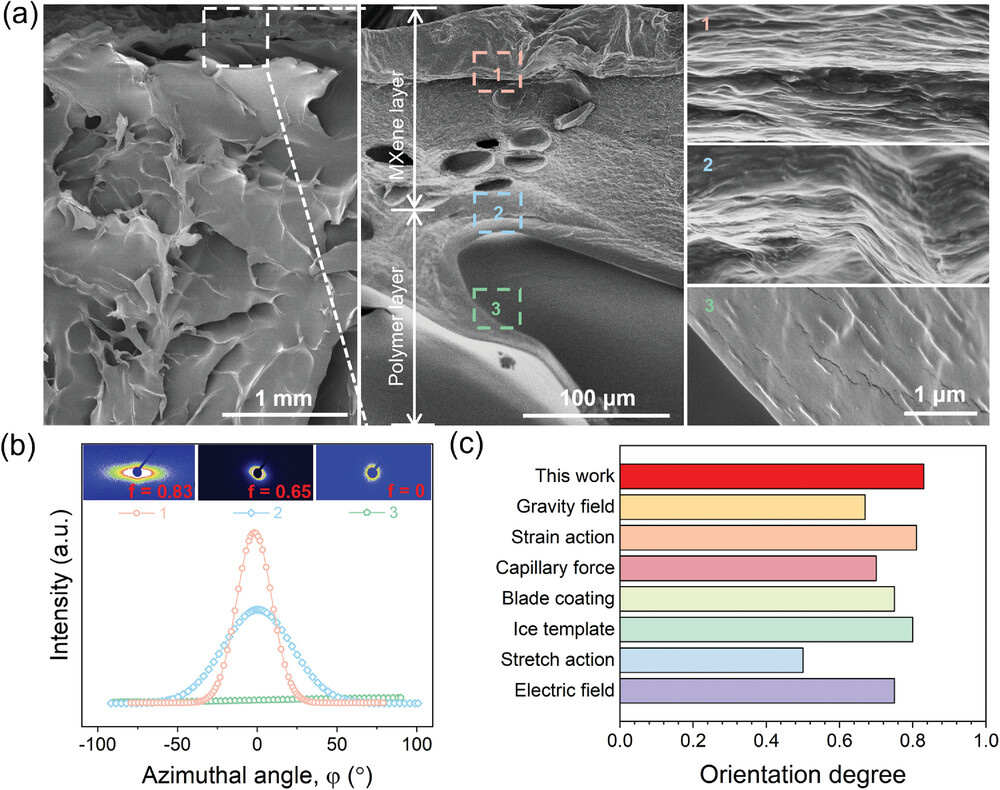 (a)
1 mm
MXene layer
Polymer layer
1
2
3
100 µm
1
2
3
1 µm
(b)
f = 0.83
f = 0.65
f = 0
1
2
3
Intensity (a.u.)
-100
-50
0
50
100
Azimuthal angle, φ (°)
(c)
This work
Gravity field
Strain action
Capillary force
Blade coating
Ice template
Stretch action
Electric field
0.0
0.2
0.4
0.6
0.8
1.0
Orientation degree